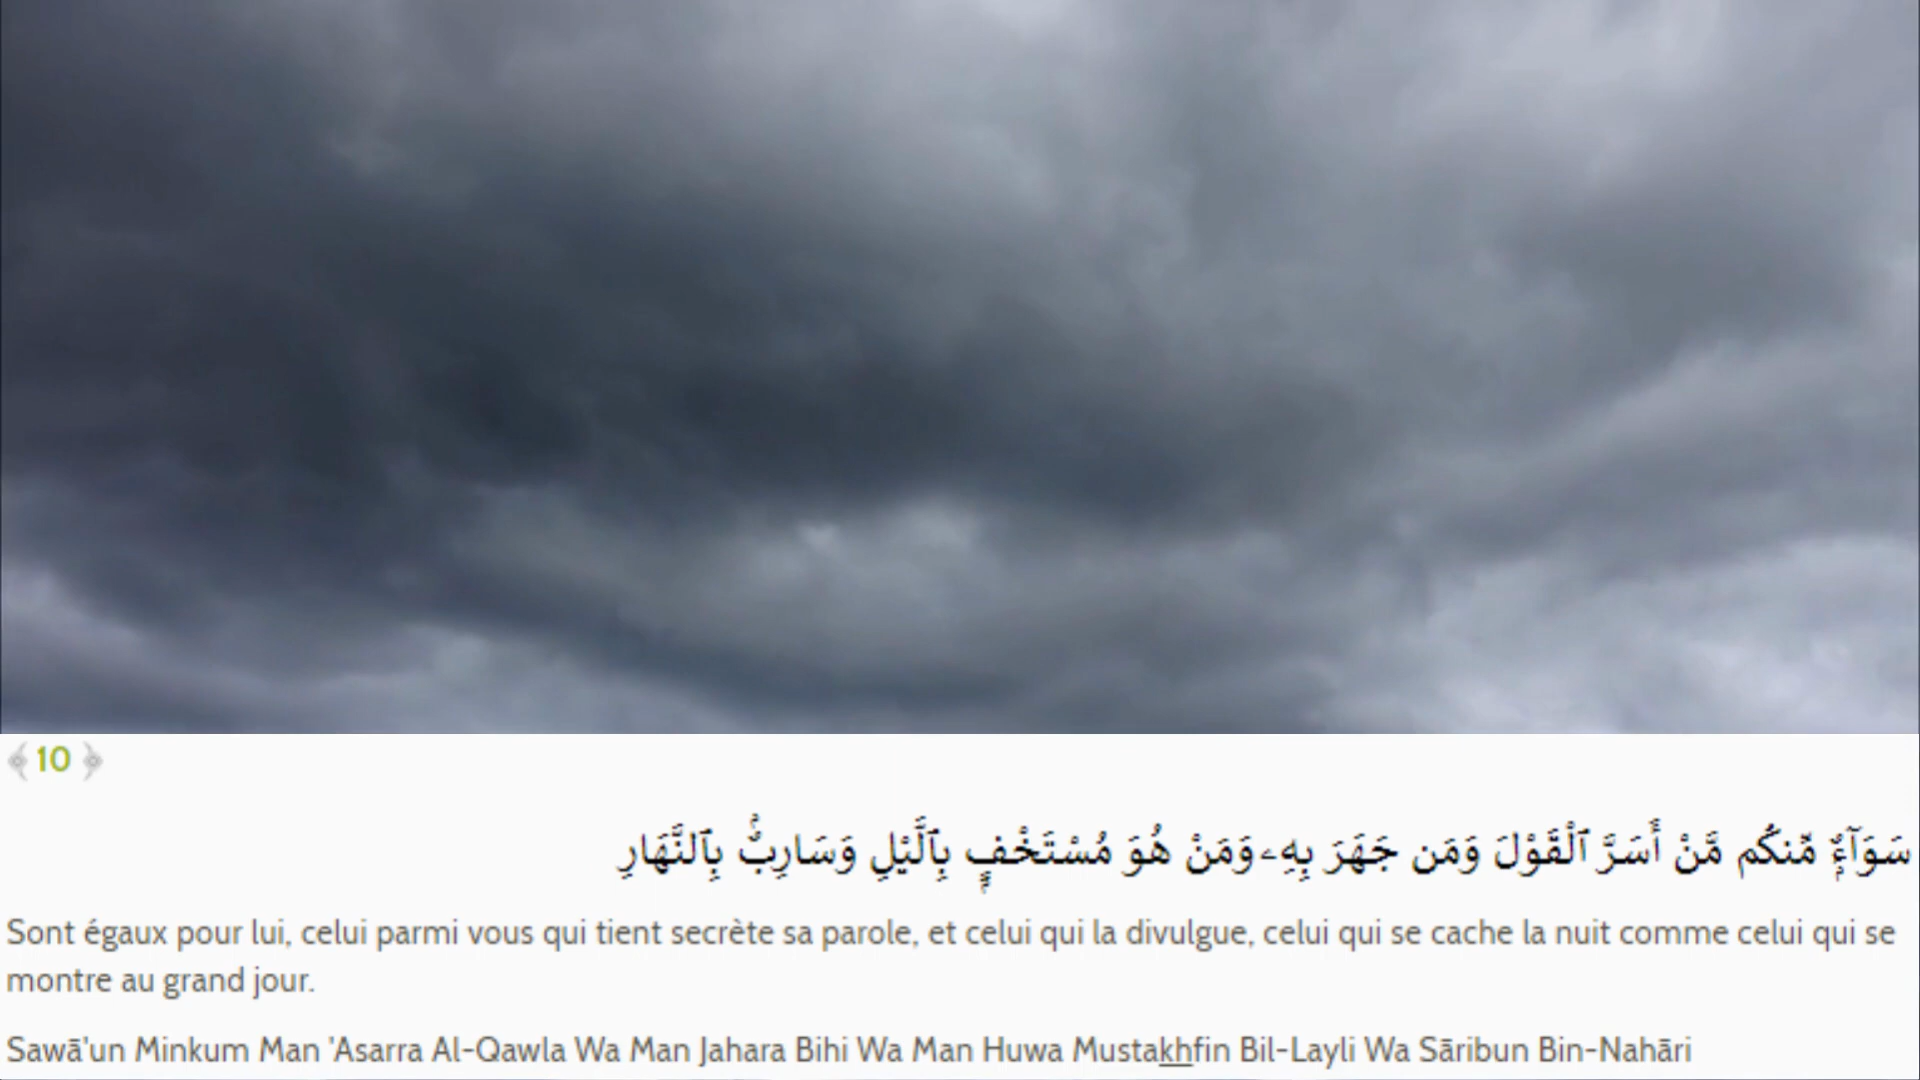 ﴾ 10 ﴿
سَوَآءٌ مِّنكُم مَّنْ أَسَرَّ ٱلْقَوْلَ وَمَن جَهَرَ بِهِۦ وَمَنْ هُوَ مُسْتَخْفٍۭ بِٱلَّيْلِ وَسَارِبٌۢ بِٱلنَّهَارِ
Sont égaux pour lui, celui parmi vous qui tient secrète sa parole, et celui qui la divulgue, celui qui se cache la nuit comme celui qui se
montre au grand jour.
Sawā'un Minkum Man 'Asarra Al-Qawla Wa Man Jahara Bihi Wa Man Huwa Mustakhfin Bil-Layli Wa Sāribun Bin-Nahāri